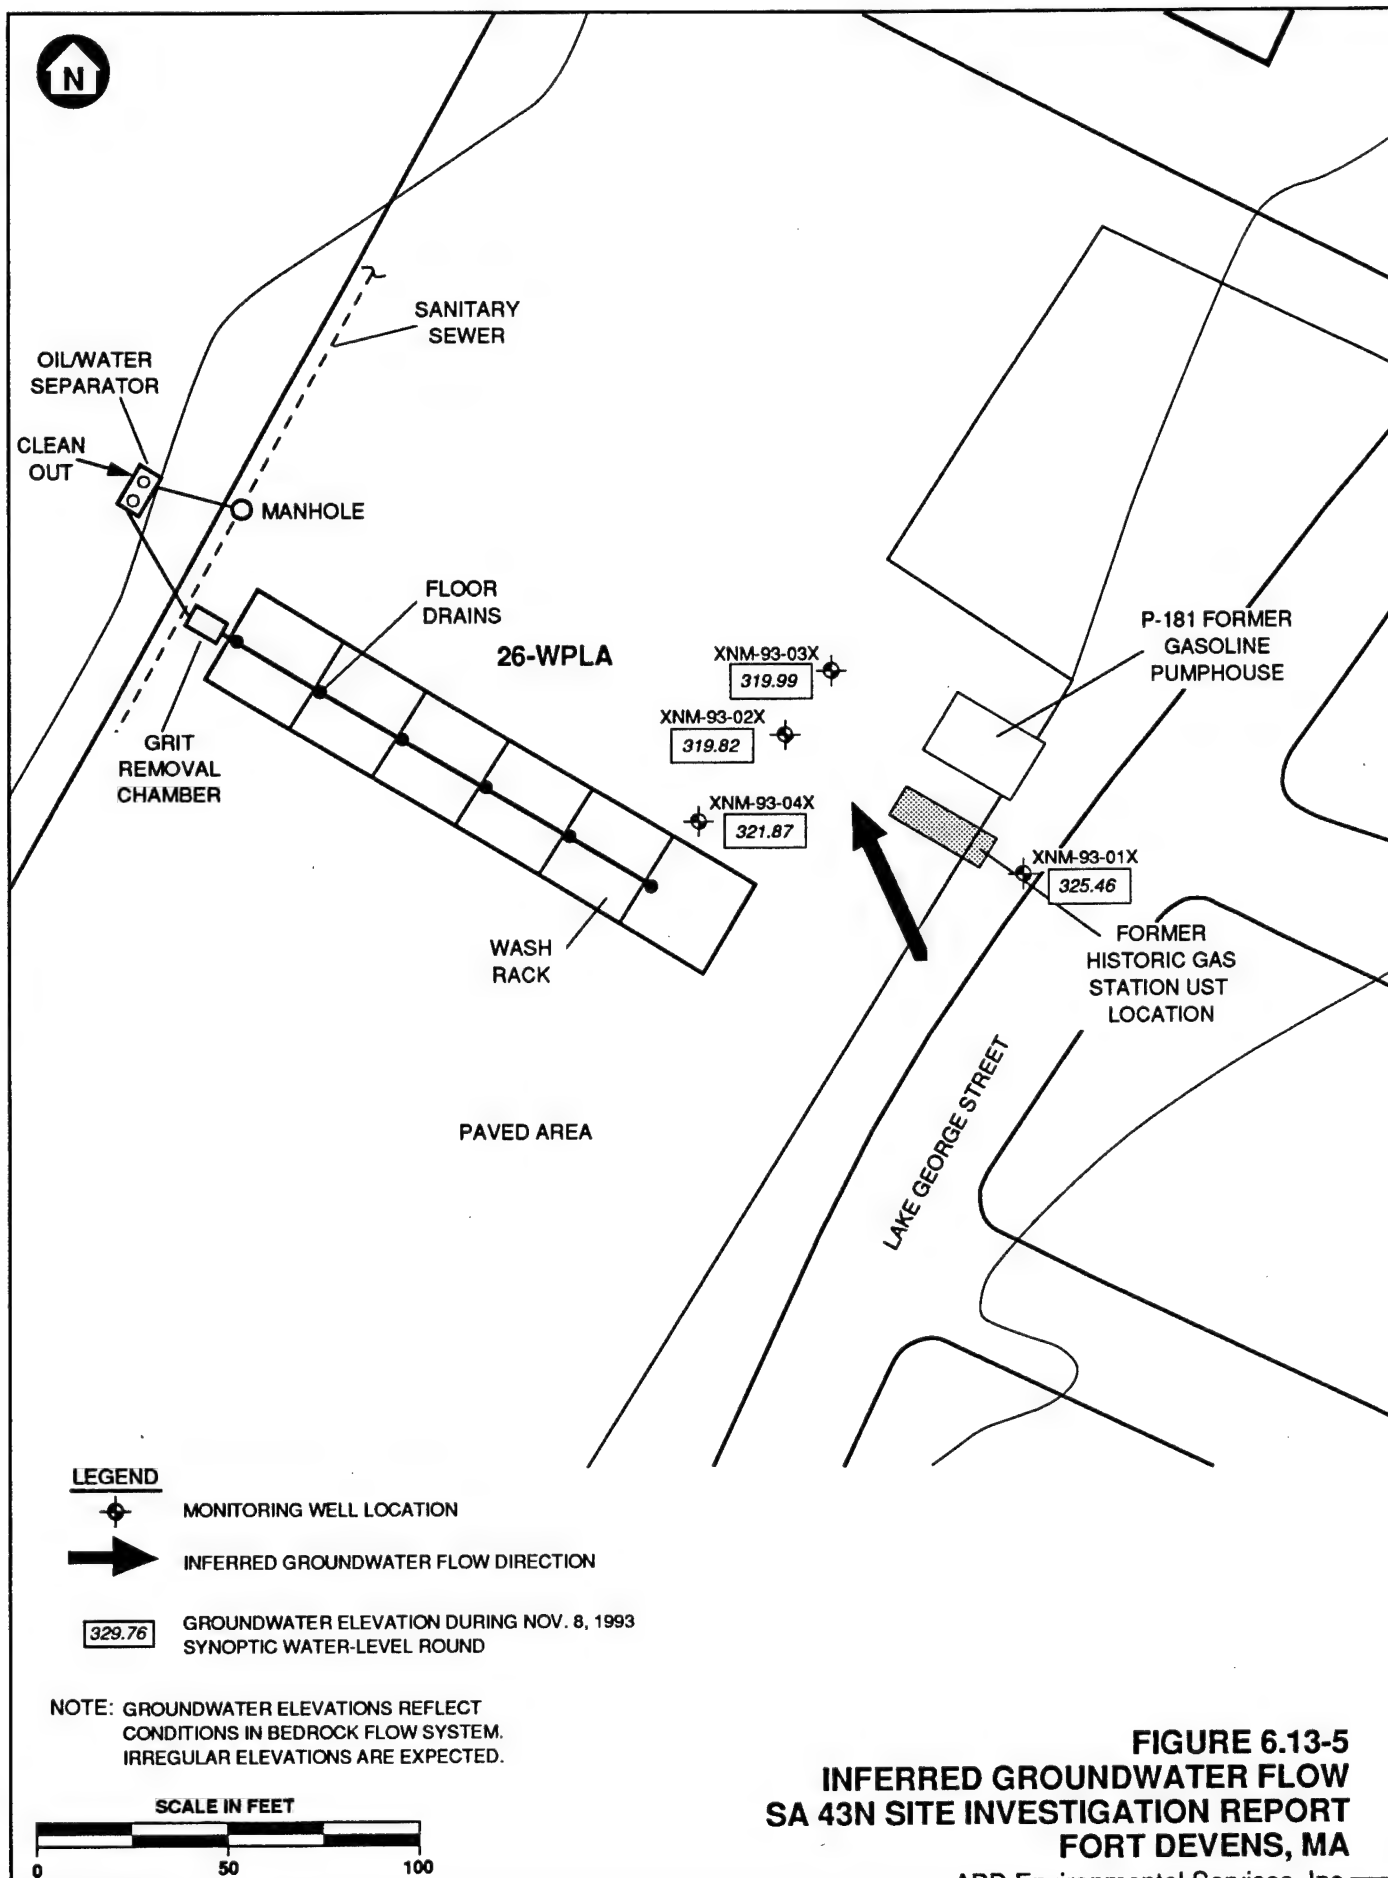 N
SANITARY
SEWER
OIL/WATER
SEPARATOR
CLEAN
OUT
MANHOLE
FLOOR
DRAINS
26-WPLA
P-181 FORMER
GASOLINE
PUMPHOUSE
XNM-93-03X
319.99
XNM-93-02X
319.82
GRIT
REMOVAL
CHAMBER
XNM-93-04X
321.87
XNM-93-01X
325.46
WASH
RACK
FORMER
HISTORIC GAS
STATION UST
LOCATION
LAKE GEORGE STREET
PAVED AREA
LEGEND
MONITORING WELL LOCATION
INFERRED GROUNDWATER FLOW DIRECTION
329.76
GROUNDWATER ELEVATION DURING NOV. 8, 1993
SYNOPTIC WATER-LEVEL ROUND
NOTE: GROUNDWATER ELEVATIONS REFLECT
CONDITIONS IN BEDROCK FLOW SYSTEM.
IRREGULAR ELEVATIONS ARE EXPECTED.
SCALE IN FEET
0 50 100
FIGURE 6.13-5
INFERRED GROUNDWATER FLOW
SA 43N SITE INVESTIGATION REPORT
FORT DEVENS, MA
Environmental Services, Inc.